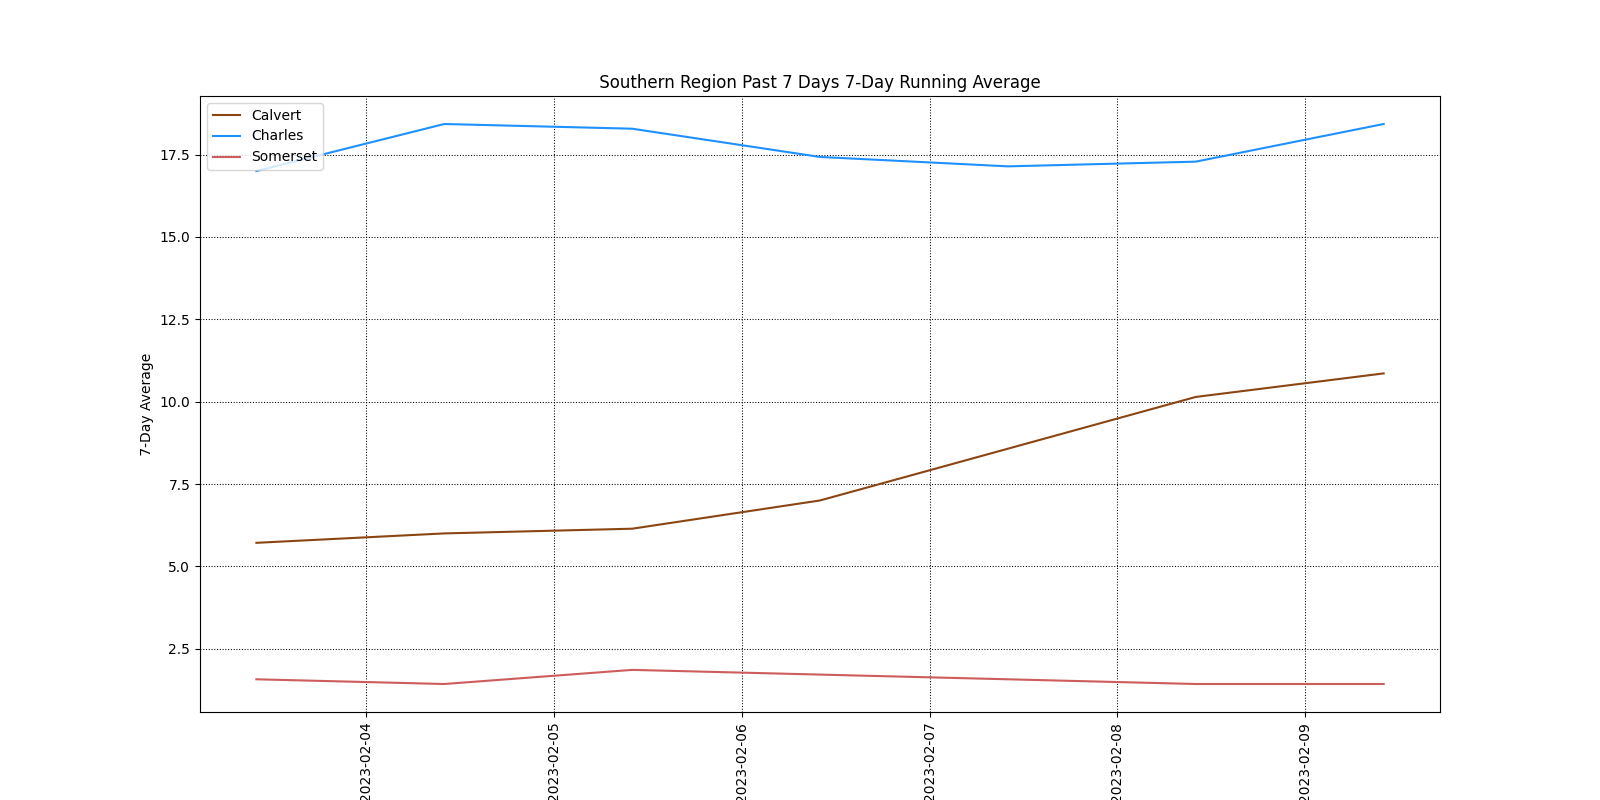 Southern Region Past 7 Days 7-Day Running Average
Calvert
Charles
Somerset
17.5
15.0
12.5
10.0
7.5
5.0
2.5
7-Day Average
2023-02-04
2023-02-05
2023-02-06
2023-02-07
2023-02-08
2023-02-09